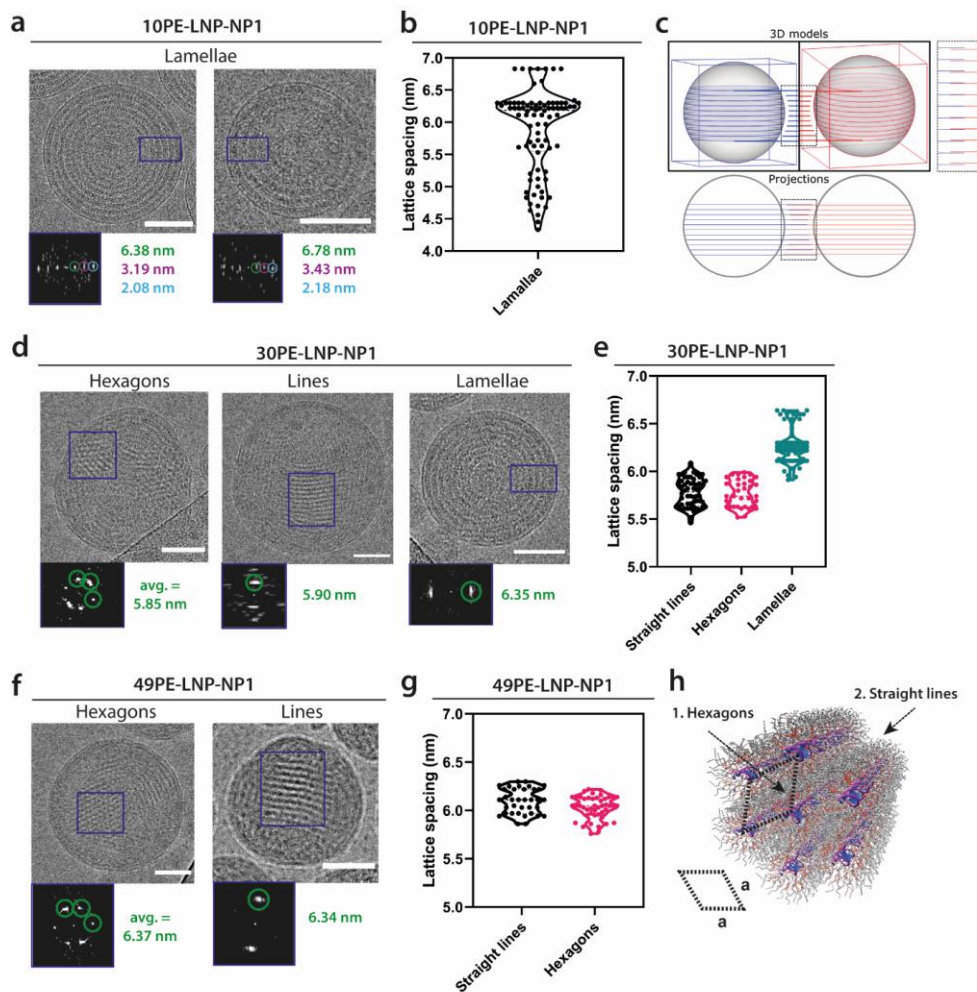 a
10PE-LNP-NP1
Lamellae
6.38 nm
3.19 nm
2.08 nm
6.78 nm
3.43 nm
2.18 nm
b
10PE-LNP-NP1
Lattice spacing (nm)
7.0
6.5
6.0
5.5
5.0
4.5
4.0
Lamallae
c
3D models
Projections
d
30PE-LNP-NP1
Hexagons
Lines
Lamellae
avg. =
5.85 nm
5.90 nm
6.35 nm
e
30PE-LNP-NP1
Lattice spacing (nm)
7.0
6.5
6.0
5.5
5.0
Straight lines
Hexagons
Lamellae
f
49PE-LNP-NP1
Hexagons
Lines
avg. =
6.37 nm
6.34 nm
g
49PE-LNP-NP1
Lattice spacing (nm)
7.0
6.5
6.0
5.5
5.0
Straight lines
Hexagons
h
2. Straight lines
1. Hexagons
a
a